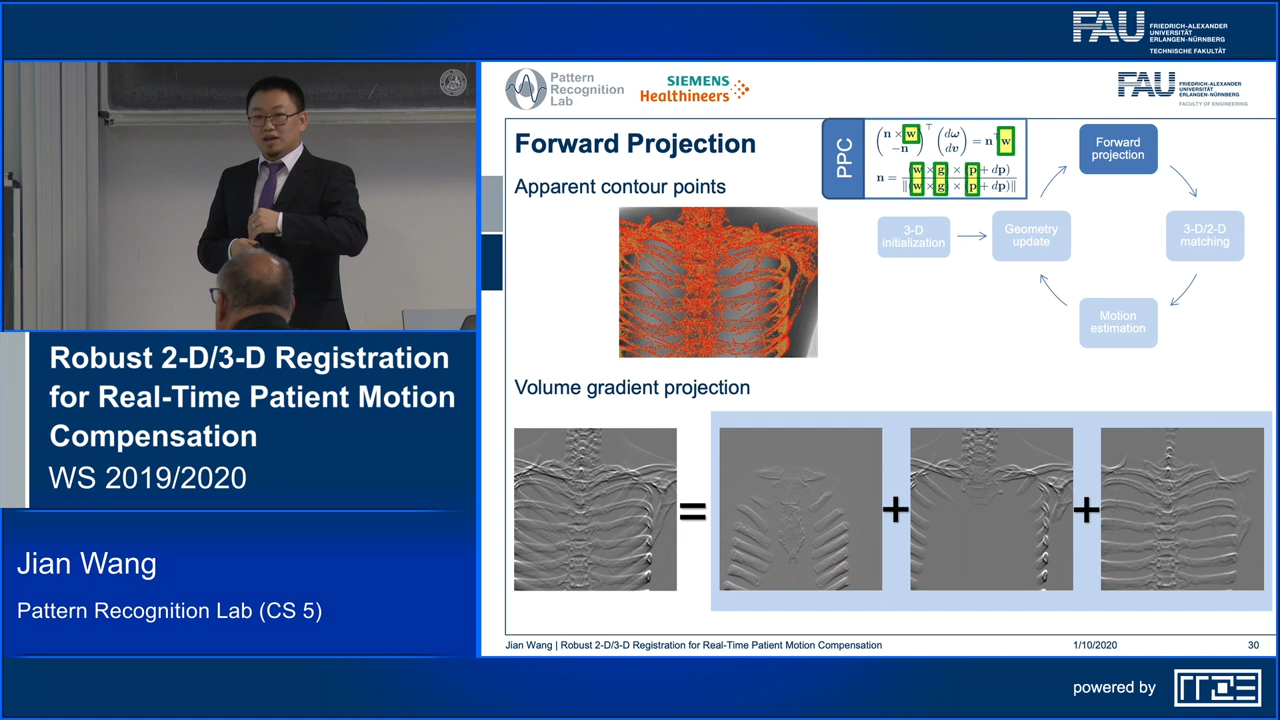 FAU
FRIEDRICH-ALEXANDER
UNIVERSITÄT
ERLANGEN-NÜRNBERG
TECHNISCHE FAKULTÄT
Pattern
Recognition
Lab
SIEMENS
Healthineers
FAU
FRIEDRICH-ALEXANDER
UNIVERSITÄT
ERLANGEN-NÜRNBERG
FACULTY OF ENGINEERING
Forward Projection
PPC
(n × w
−n)⊤ (dω
dv) = n⊤w
n = (w × g × (p + dp)) / ‖(w × g × (p + dp)‖
Forward
projection
Apparent contour points
3-D
initialization
Geometry
update
3-D/2-D
matching
Motion
estimation
Volume gradient projection
=
+
+
Jian Wang | Robust 2-D/3-D Registration for Real-Time Patient Motion Compensation
1/10/2020
30
Robust 2-D/3-D Registration
for Real-Time Patient Motion
Compensation
WS 2019/2020
Jian Wang
Pattern Recognition Lab (CS 5)
powered by